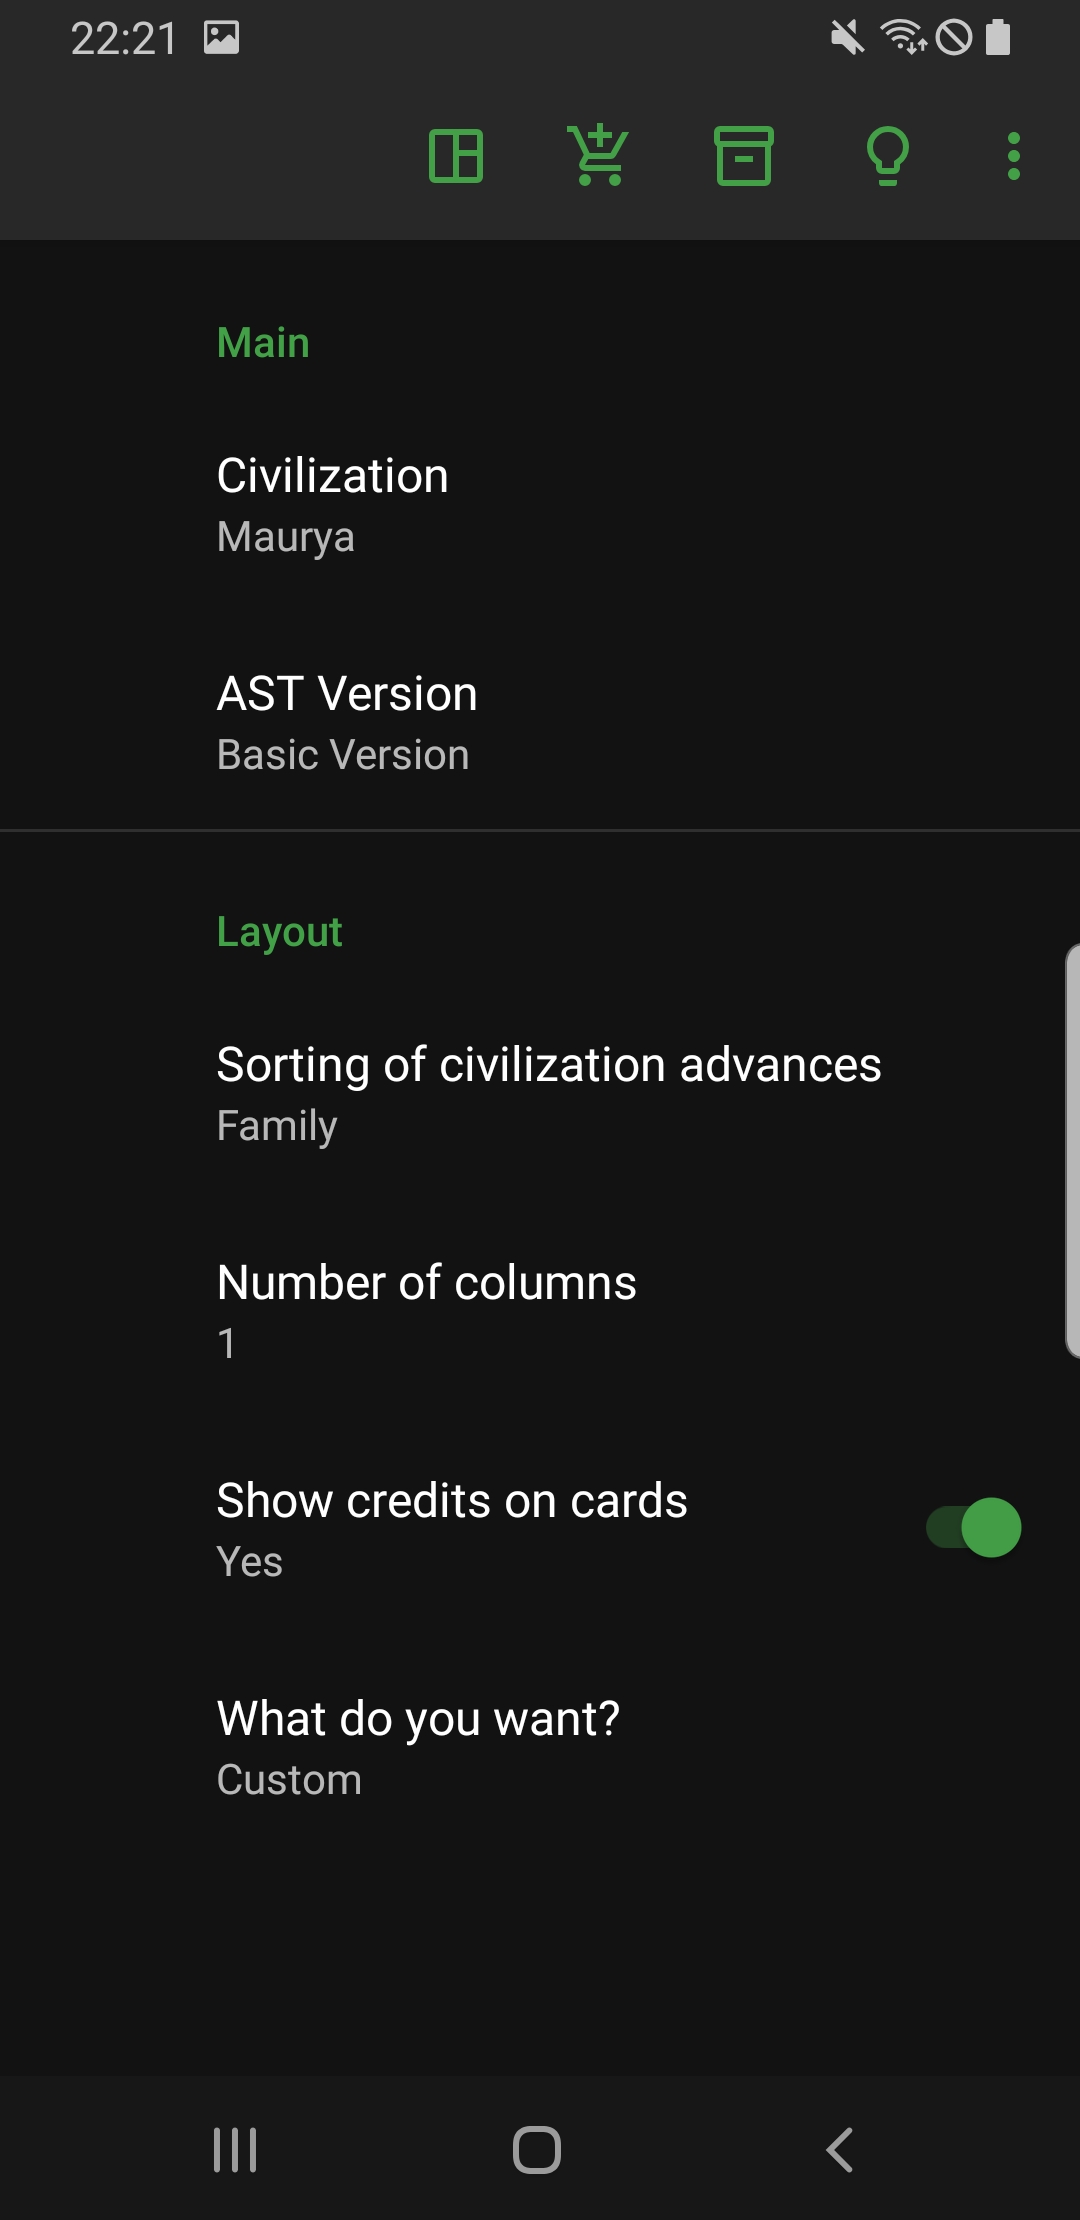 22:21
Main
Civilization
Maurya
AST Version
Basic Version
Layout
Sorting of civilization advances
Family
Number of columns
1
Show credits on cards
Yes
What do you want?
Custom